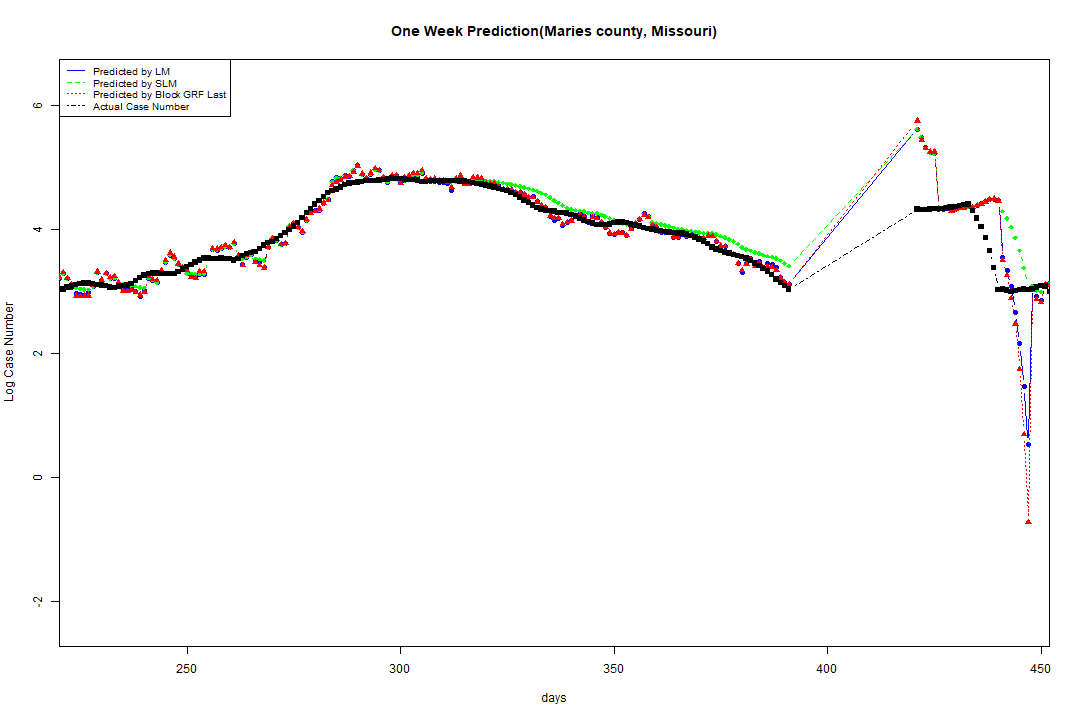 One Week Prediction(Maries county, Missouri)
Predicted by LM
Predicted by SLM
Predicted by Block GRF Last
Actual Case Number
6
4
2
0
-2
Log Case Number
250 300 350 400 450
days